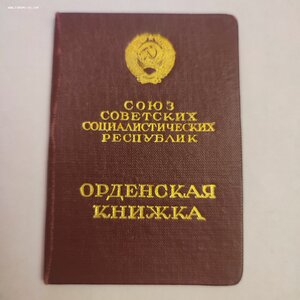 СОЮЗ
СОВЕТСКИХ
СОЦИАЛИСТИЧЕСКИХ
РЕСПУБЛИК
ОРДЕНСКАЯ
КНИЖКА